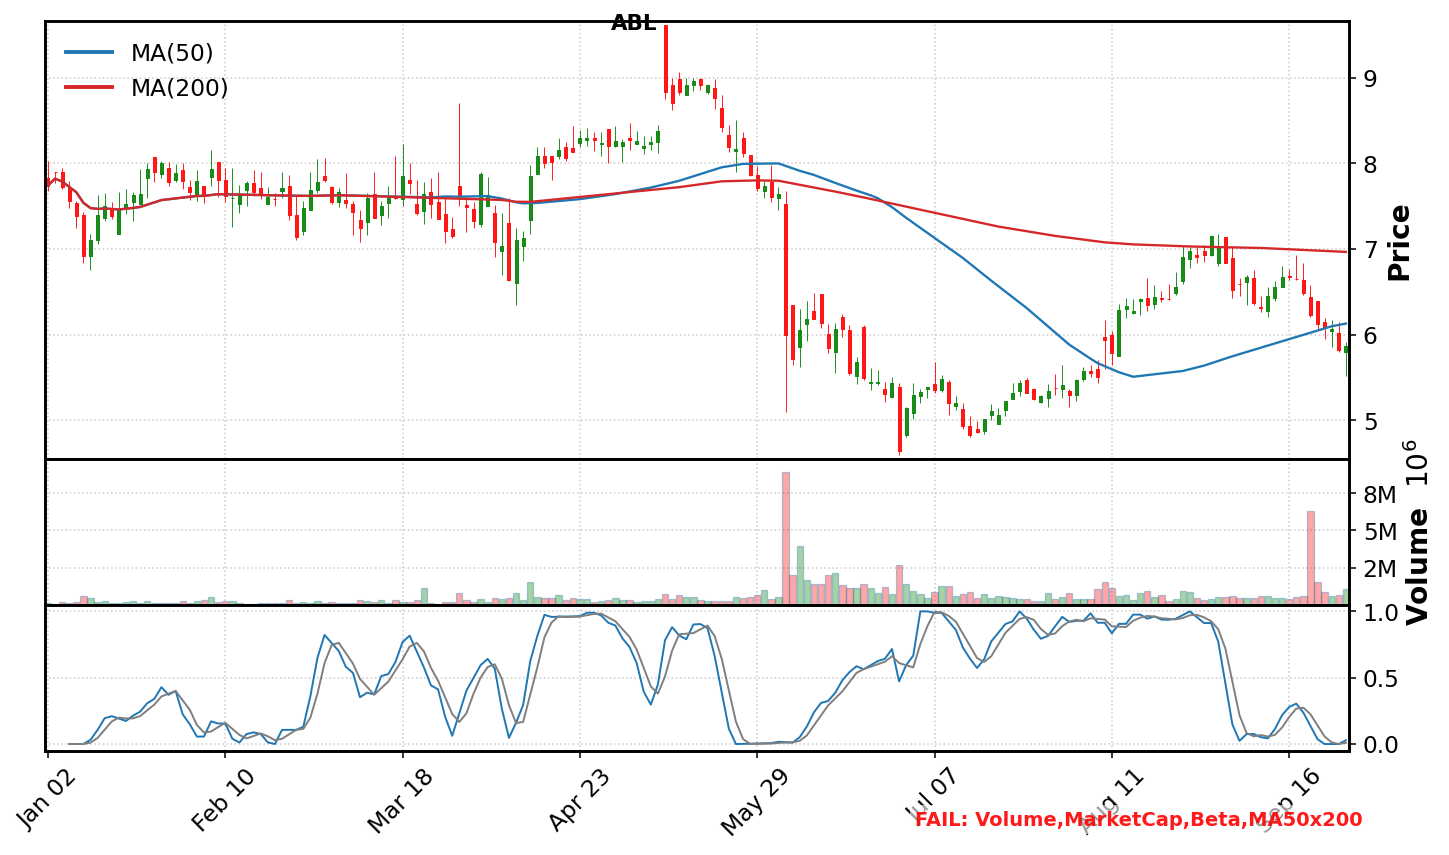 ABL
MA(50)
MA(200)
9
8
7
6
5
Price
8M
5M
2M
Volume 10^6
1.0
0.5
0.0
Jan 02
Feb 10
Mar 18
Apr 23
May 29
Jul 07
Aug 11
Sep 16
FAIL: Volume,MarketCap,Beta,MA50x200